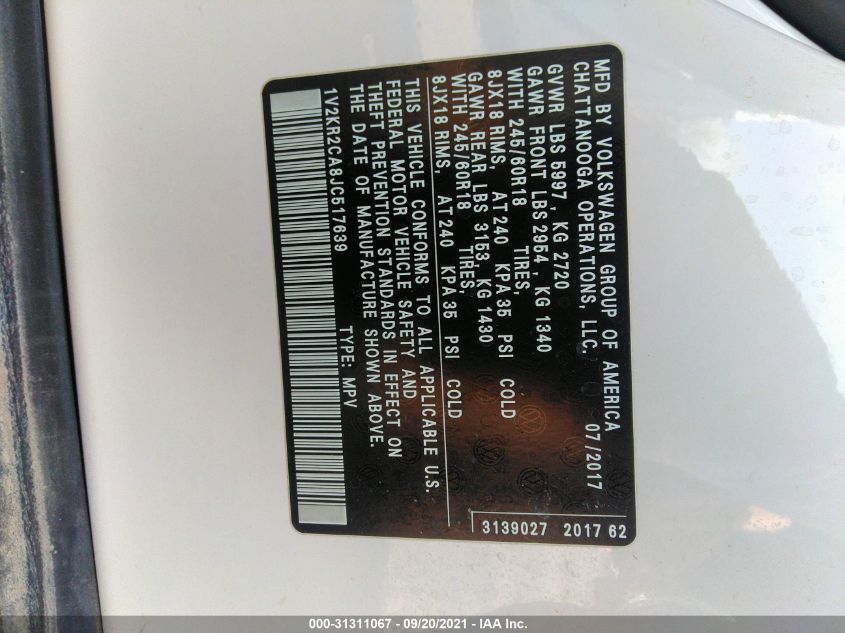 MFD BY VOLKSWAGEN GROUP OF AMERICA
CHATTANOOGA OPERATIONS, LLC. 07/2017
GVWR LBS 5997, KG 2720
GAWR FRONT LBS 2954, KG 1340
WITH 245/60R18 TIRES,
8JX18 RIMS, AT 240 KPA 35 PSI COLD
GAWR REAR LBS 3153, KG 1430
WITH 245/60R18 TIRES,
8JX18 RIMS, AT 240 KPA 35 PSI COLD
THIS VEHICLE CONFORMS TO ALL APPLICABLE U.S.
FEDERAL MOTOR VEHICLE SAFETY AND
THEFT PREVENTION STANDARDS IN EFFECT ON
THE DATE OF MANUFACTURE SHOWN ABOVE.
1V2KR2CA8JC517639 TYPE: MPV
3139027 2017 62
000-31311067 - 09/20/2021 - IAA Inc.